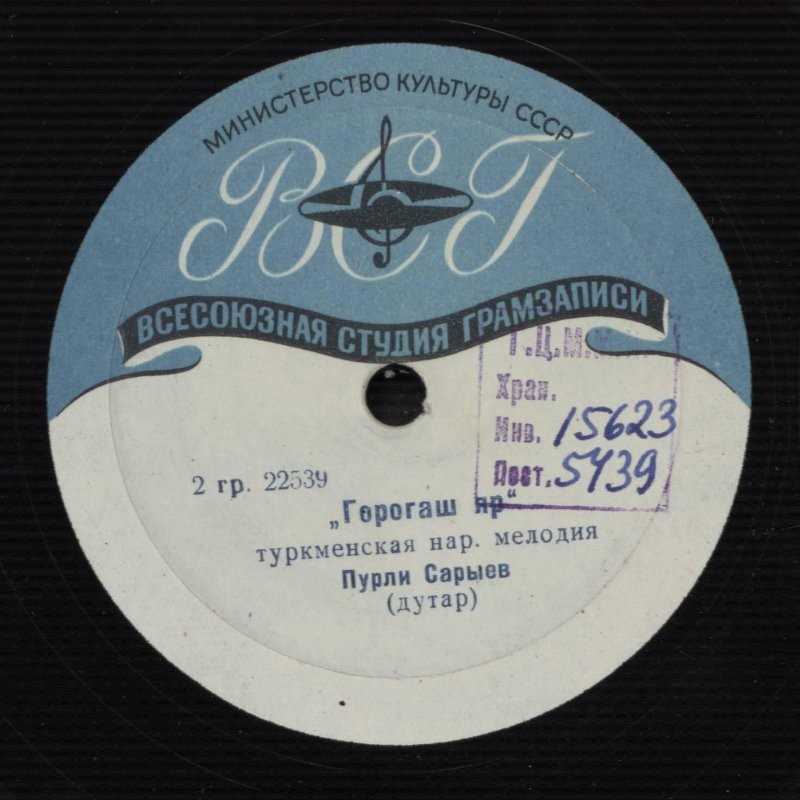 МИНИСТЕРСТВО КУЛЬТУРЫ СССР
ВСГ
ВСЕСОЮЗНАЯ СТУДИЯ ГРАМЗАПИСИ
Г.Ц.М.
Хран.
Инв. 15623
Пост. 5439
2 гр. 22539
„Герогаш яр“
туркменская нар. мелодия
Пурли Сарыев
(дутар)